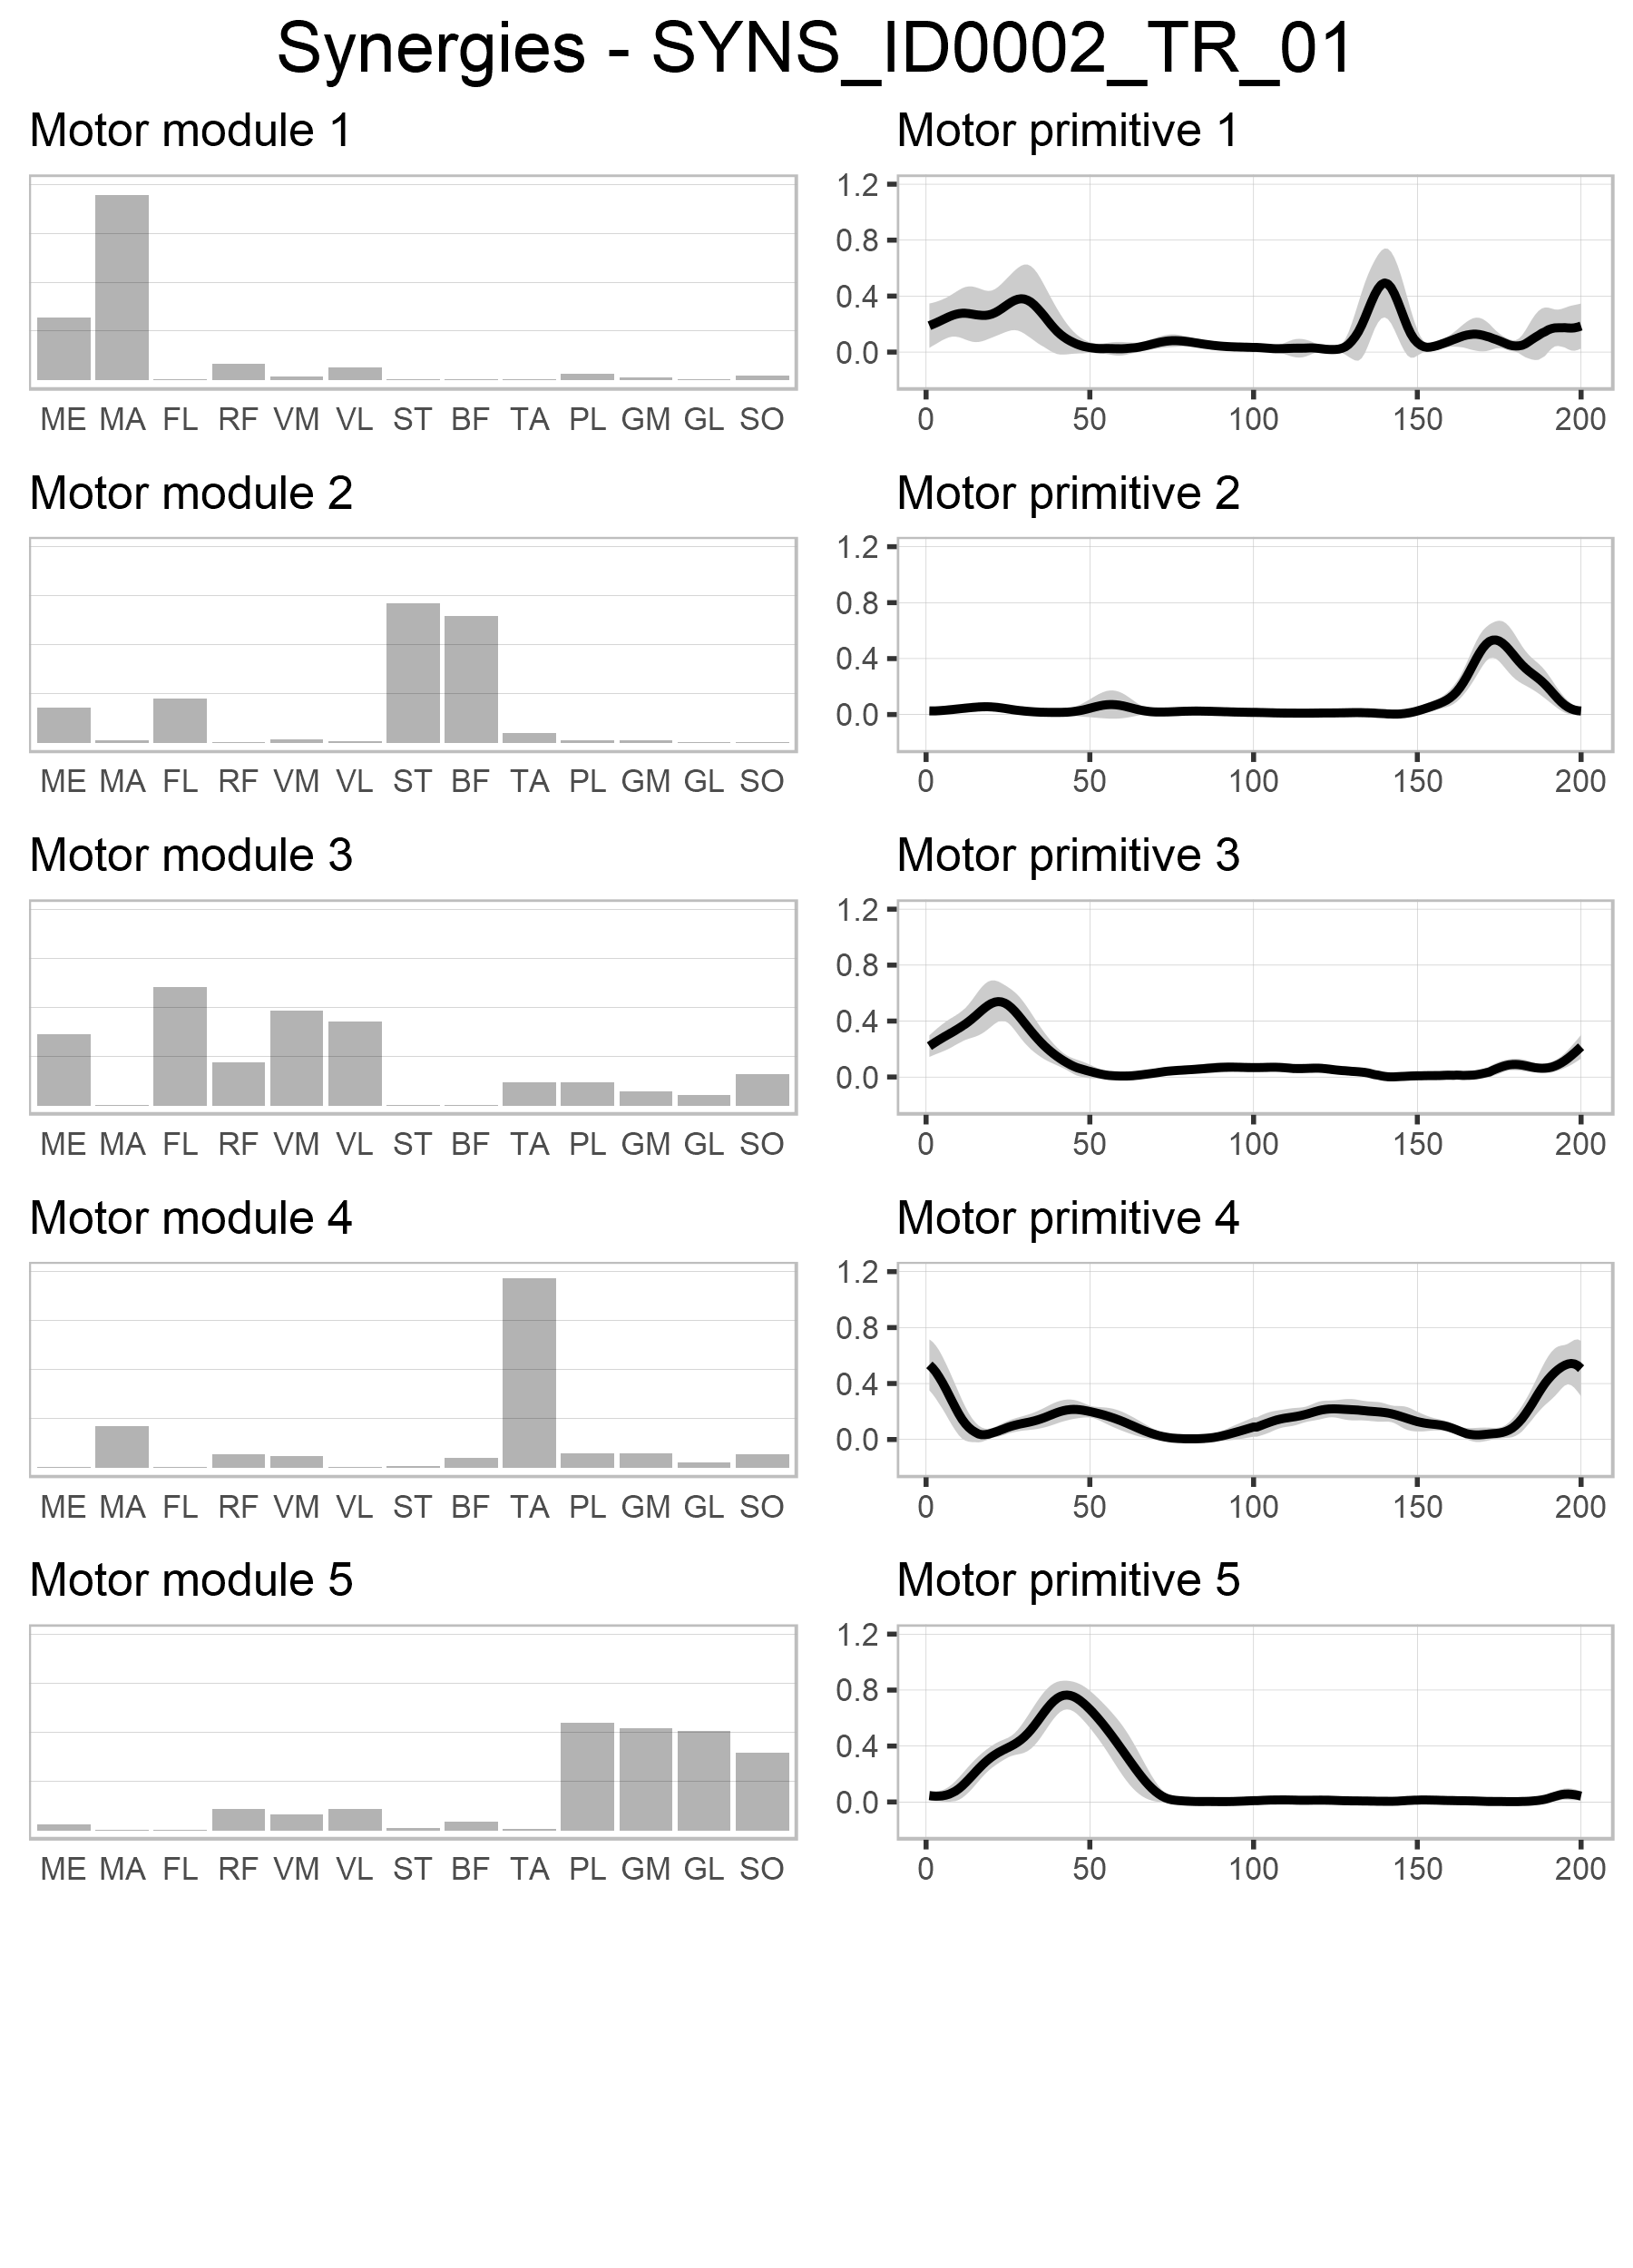 Synergies - SYNS_ID0002_TR_01
Motor module 1
Motor primitive 1
1.2
0.8
0.4
0.0
ME MA FL RF VM VL ST BF TA PL GM GL SO
0 50 100 150 200
Motor module 2
Motor primitive 2
1.2
0.8
0.4
0.0
ME MA FL RF VM VL ST BF TA PL GM GL SO
0 50 100 150 200
Motor module 3
Motor primitive 3
1.2
0.8
0.4
0.0
ME MA FL RF VM VL ST BF TA PL GM GL SO
0 50 100 150 200
Motor module 4
Motor primitive 4
1.2
0.8
0.4
0.0
ME MA FL RF VM VL ST BF TA PL GM GL SO
0 50 100 150 200
Motor module 5
Motor primitive 5
1.2
0.8
0.4
0.0
ME MA FL RF VM VL ST BF TA PL GM GL SO
0 50 100 150 200